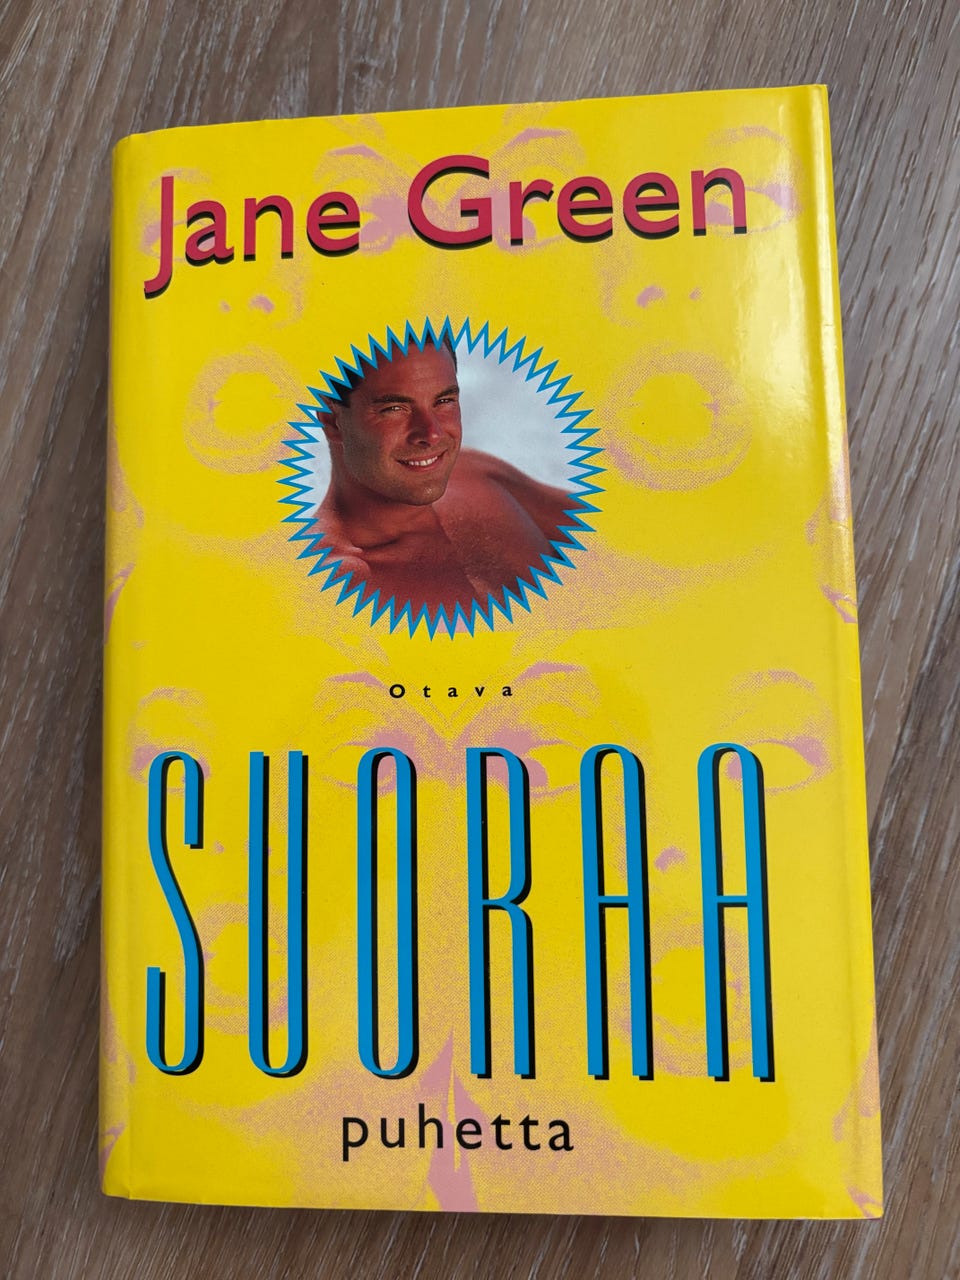 Jane Green
Otava
SUORAA
puhetta